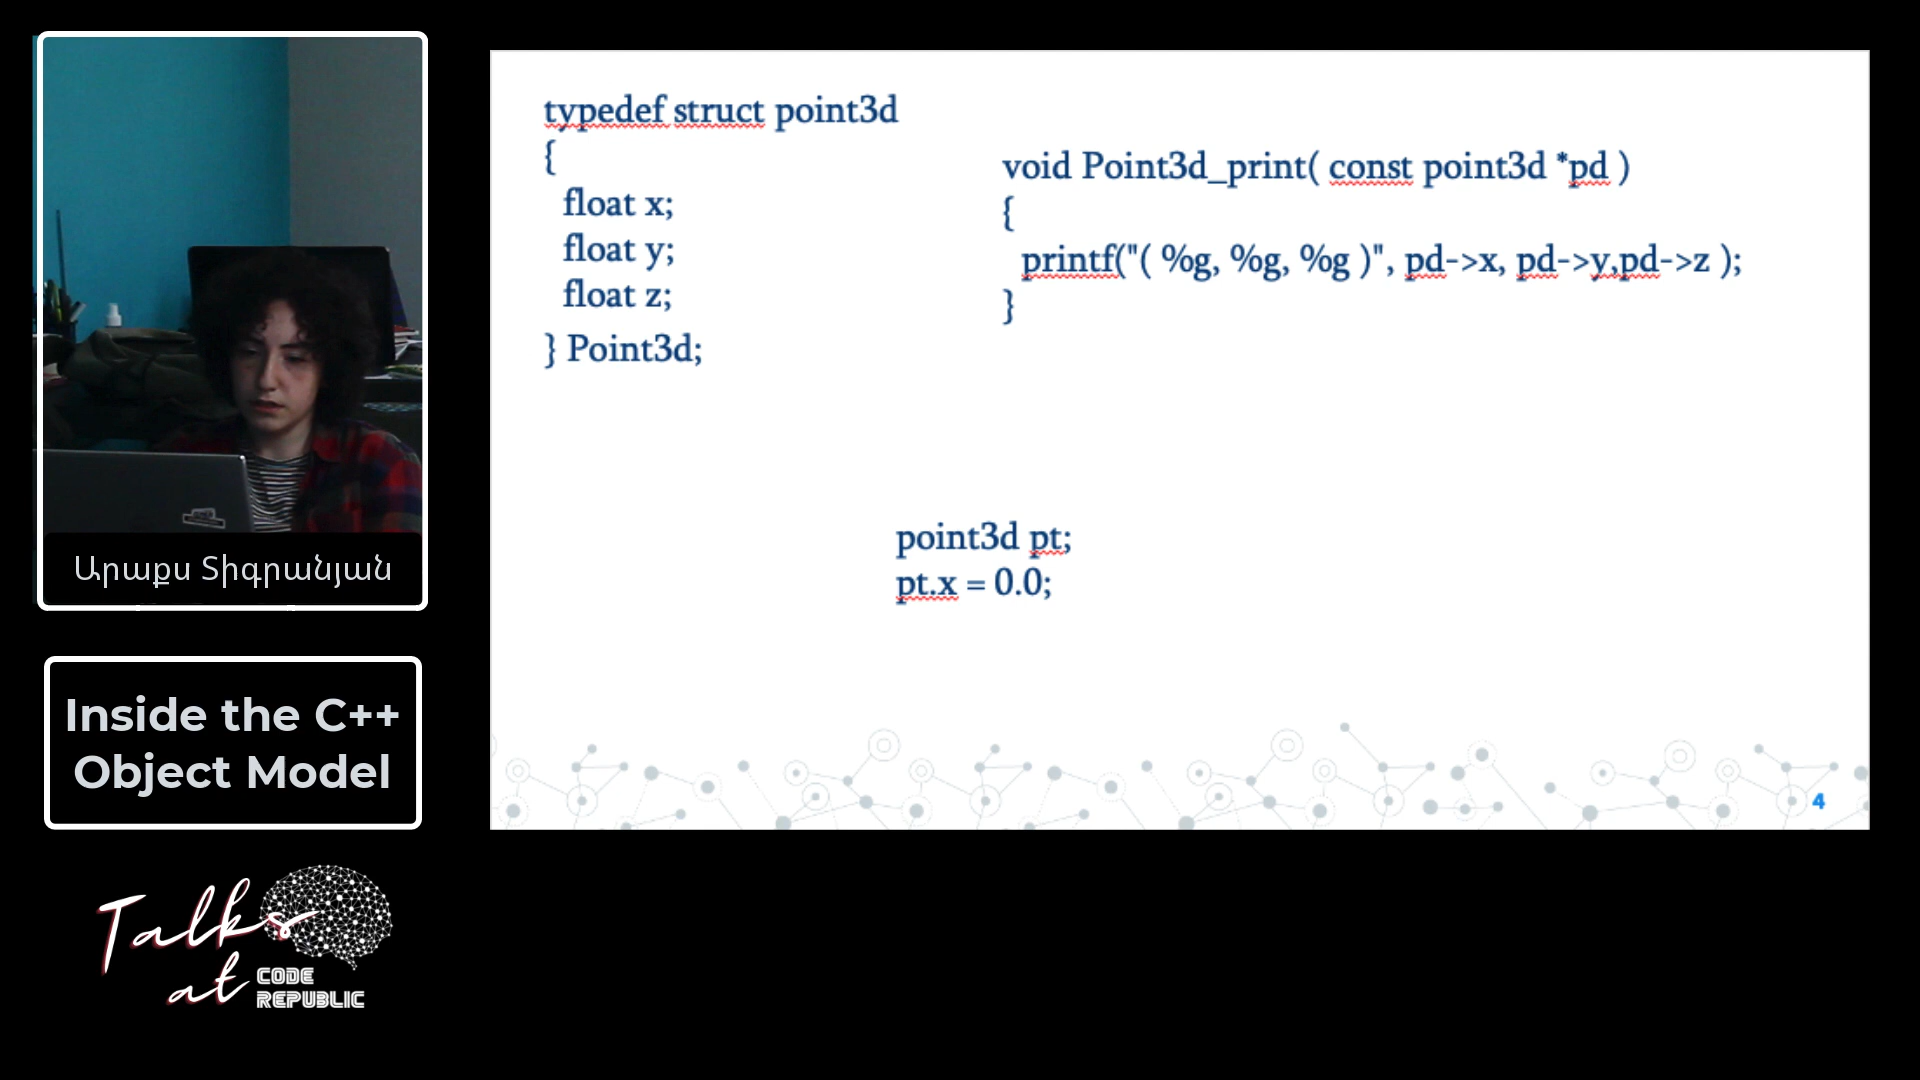 Արաքս Տիգրանյան
Inside the C++
Object Model
Talks
at CODE
REPUBLIC
typedef struct point3d
{
float x;
float y;
float z;
} Point3d;
void Point3d_print( const point3d *pd )
{
printf("( %g, %g, %g )", pd->x, pd->y,pd->z );
}
point3d pt;
pt.x = 0.0;
4